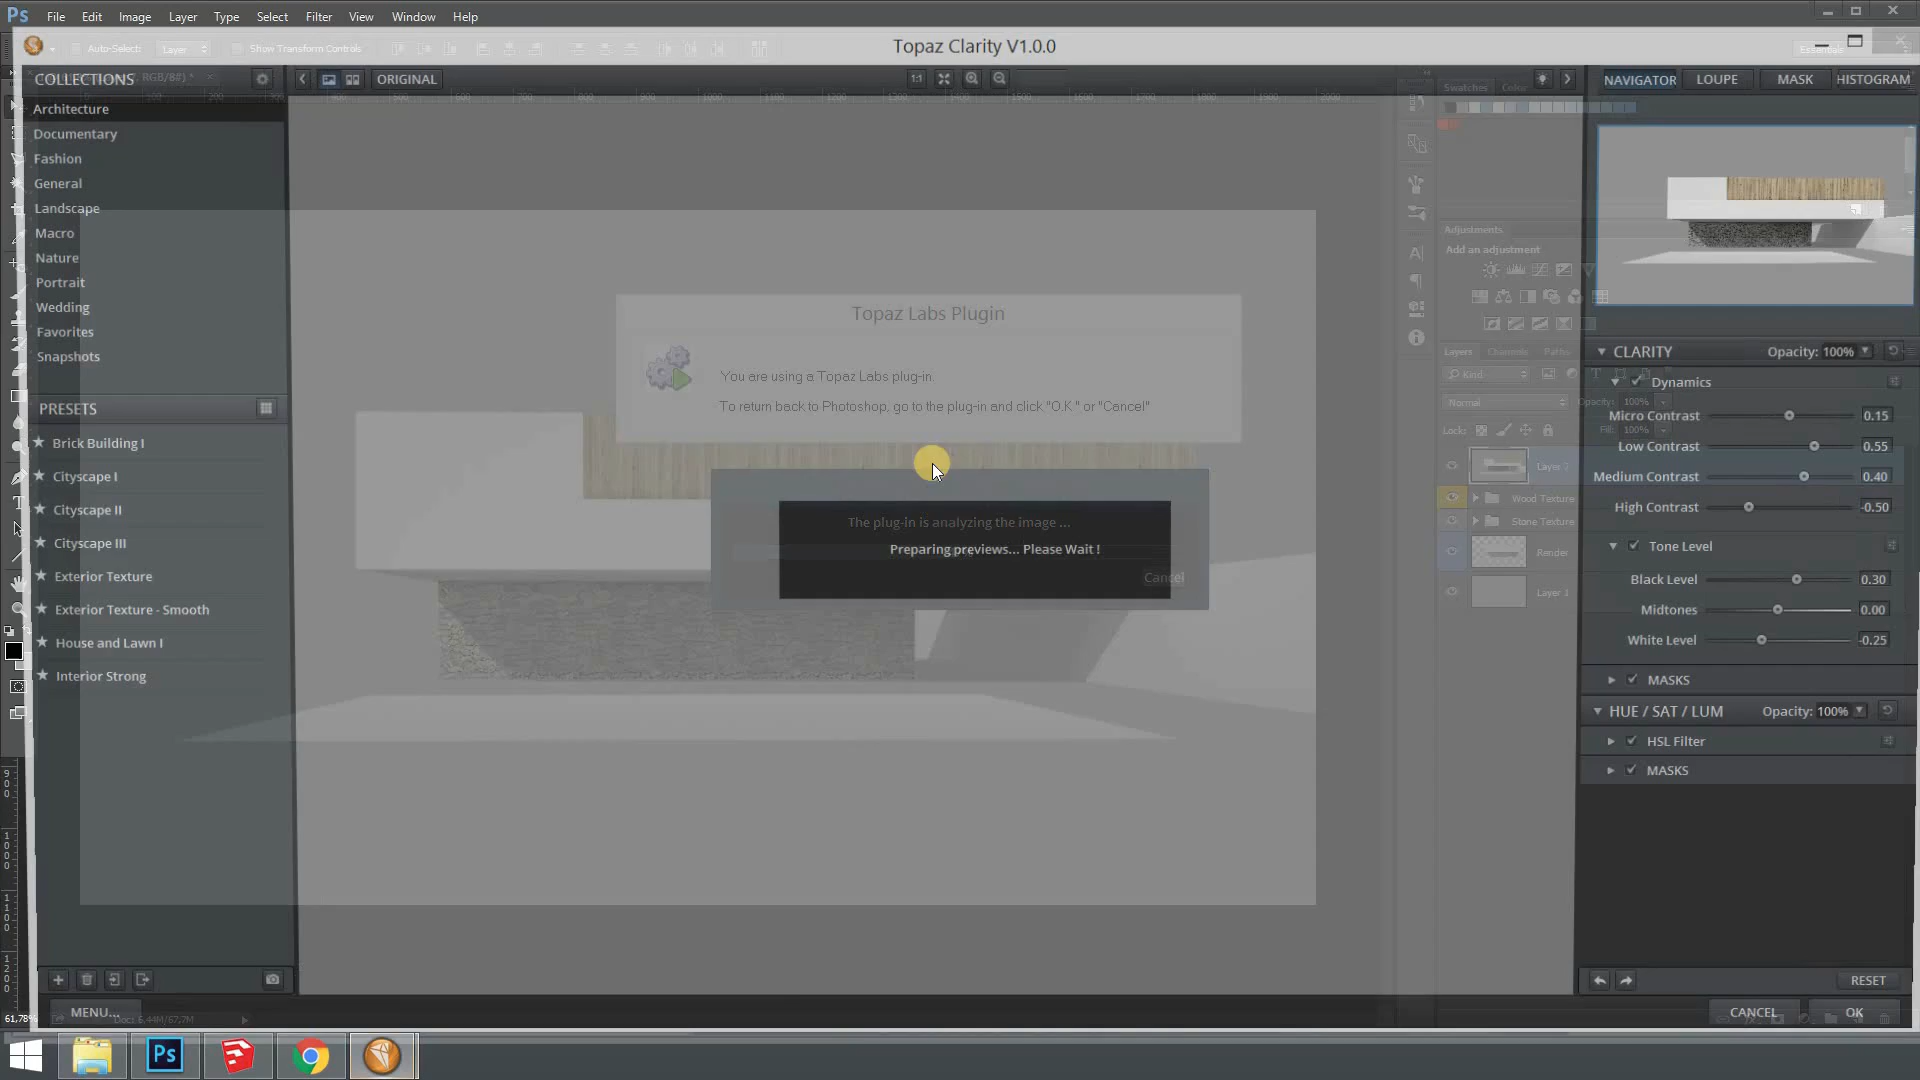 Ps File Edit Image Layer Type Select Filter View Window Help
Auto-Select: Layer Show Transform Controls
Topaz Clarity V1.0.0
Essentials
COLLECTIONS
RGB/8#) *
ORIGINAL
1:1
Swatches Color
NAVIGATOR LOUPE MASK HISTOGRAM
Architecture
Documentary
Fashion
General
Landscape
Macro
Nature
Portrait
Wedding
Favorites
Snapshots
PRESETS
Brick Building I
Cityscape I
Cityscape II
Cityscape III
Exterior Texture
Exterior Texture - Smooth
House and Lawn I
Interior Strong
Topaz Labs Plugin
You are using a Topaz Labs plug-in.
To return back to Photoshop, go to the plug-in and click "O.K." or "Cancel"
The plug-in is analyzing the image ...
Preparing previews... Please Wait !
Cancel
Adjustments
Add an adjustment
Layers Channels Paths
Kind
Normal Opacity: 100%
Lock: Fill: 100%
Layer
Wood Texture
Stone Texture
Render
Layer 1
CLARITY Opacity: 100%
Dynamics
Micro Contrast 0.15
Low Contrast 0.55
Medium Contrast 0.40
High Contrast -0.50
Tone Level
Black Level 0.30
Midtones 0.00
White Level -0.25
MASKS
HUE / SAT / LUM Opacity: 100%
HSL Filter
MASKS
RESET
MENU...
CANCEL OK
61,78% Doc: 6,44M/67,7M
Ps